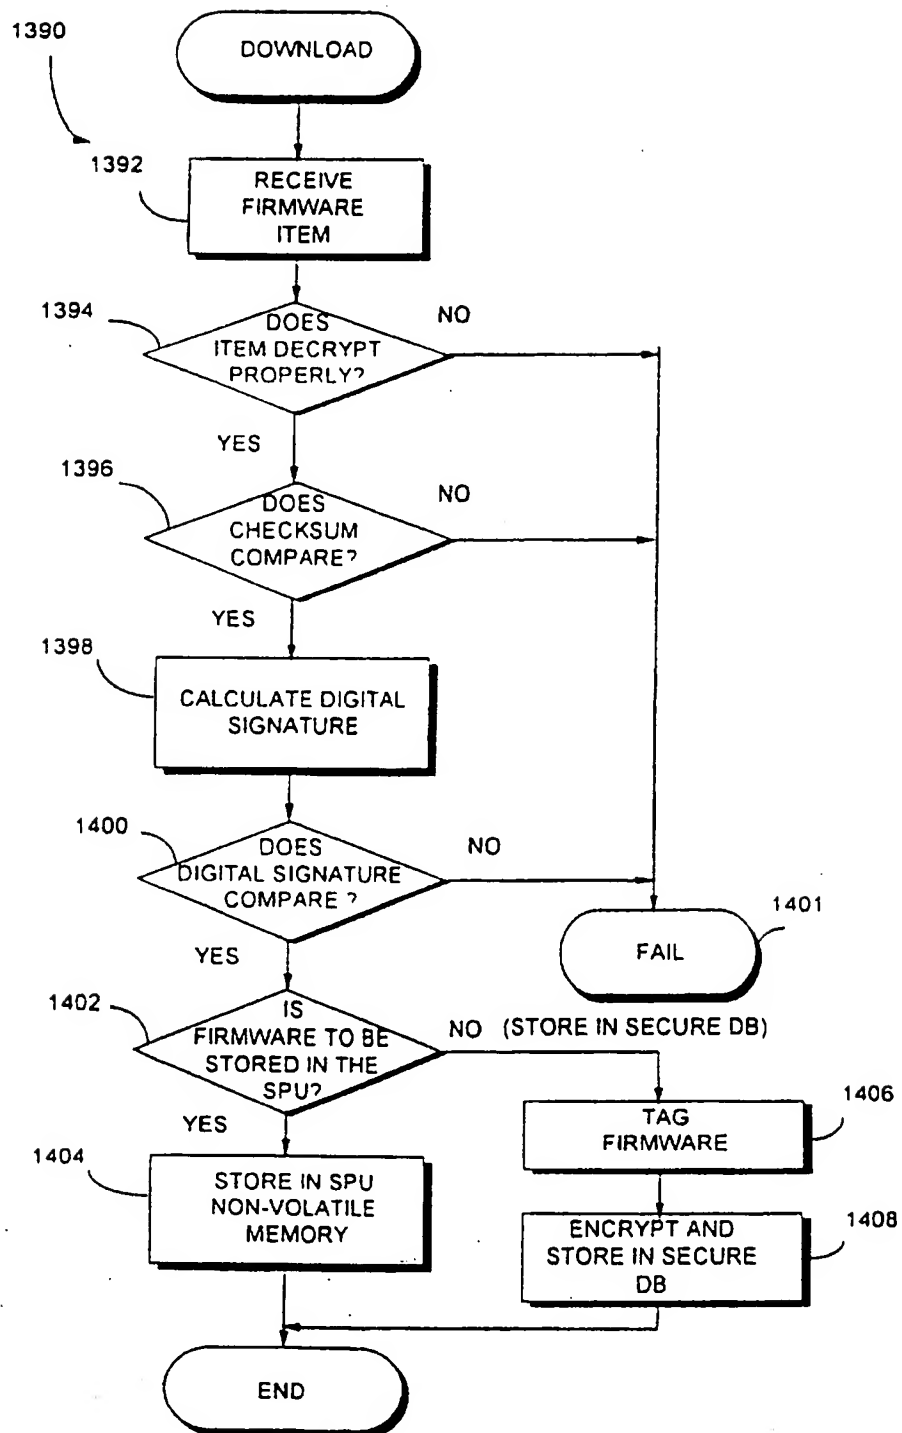 1390
DOWNLOAD
1392
RECEIVE
FIRMWARE
ITEM
1394
DOES
ITEM DECRYPT
PROPERLY?
NO
YES
1396
DOES
CHECKSUM
COMPARE?
NO
YES
1398
CALCULATE DIGITAL
SIGNATURE
1400
DOES
DIGITAL SIGNATURE
COMPARE ?
NO
YES
1401
FAIL
1402
IS
FIRMWARE TO BE
STORED IN THE
SPU?
NO (STORE IN SECURE DB)
YES
1406
TAG
FIRMWARE
1404
STORE IN SPU
NON-VOLATILE
MEMORY
1408
ENCRYPT AND
STORE IN SECURE
DB
END